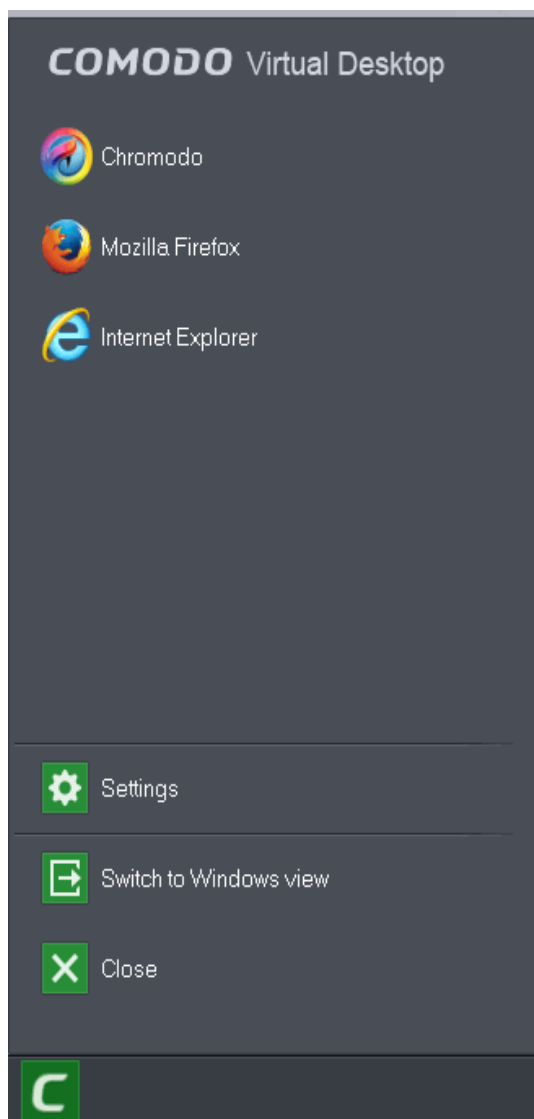 COMODO Virtual Desktop
Chromodo
Mozilla Firefox
Internet Explorer
Settings
Switch to Windows view
Close
C